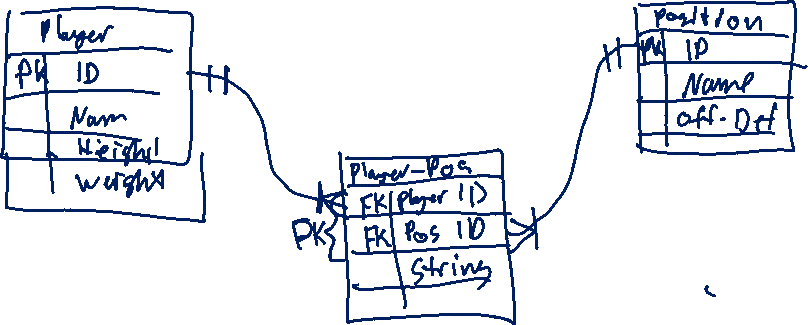 Player
PK ID
Nam
Height
Weight
Position
PK ID
Name
Off-Def
Player-Pos
FK Player ID
FK Pos ID
PK
String